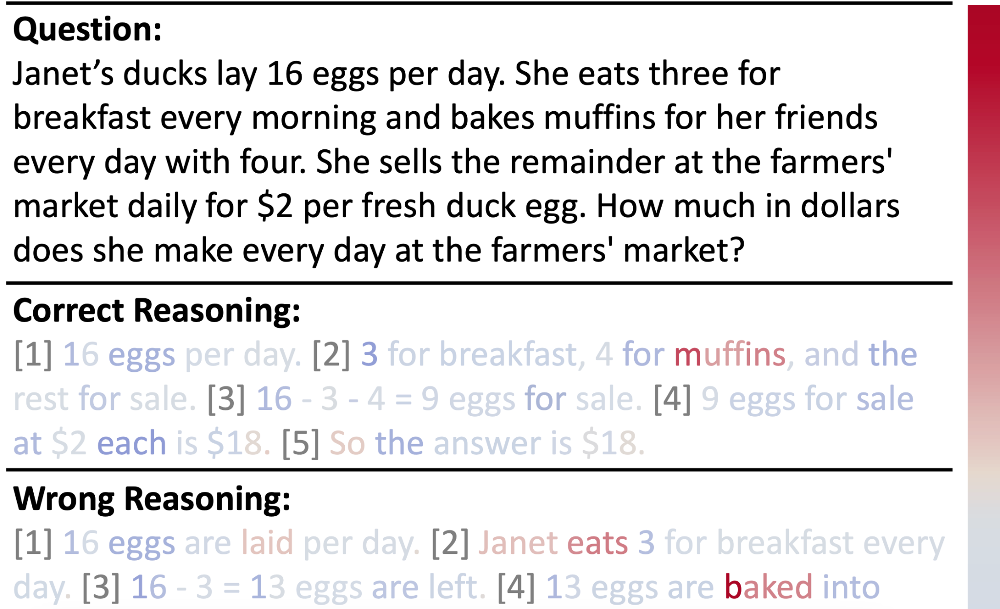 Question:
Janet’s ducks lay 16 eggs per day. She eats three for
breakfast every morning and bakes muffins for her friends
every day with four. She sells the remainder at the farmers'
market daily for $2 per fresh duck egg. How much in dollars
does she make every day at the farmers' market?
Correct Reasoning:
[1] 16 eggs per day. [2] 3 for breakfast, 4 for muffins, and the
rest for sale. [3] 16 - 3 - 4 = 9 eggs for sale. [4] 9 eggs for sale
at $2 each is $18. [5] So the answer is $18.
Wrong Reasoning:
[1] 16 eggs are laid per day. [2] Janet eats 3 for breakfast every
day. [3] 16 - 3 = 13 eggs are left. [4] 13 eggs are baked into